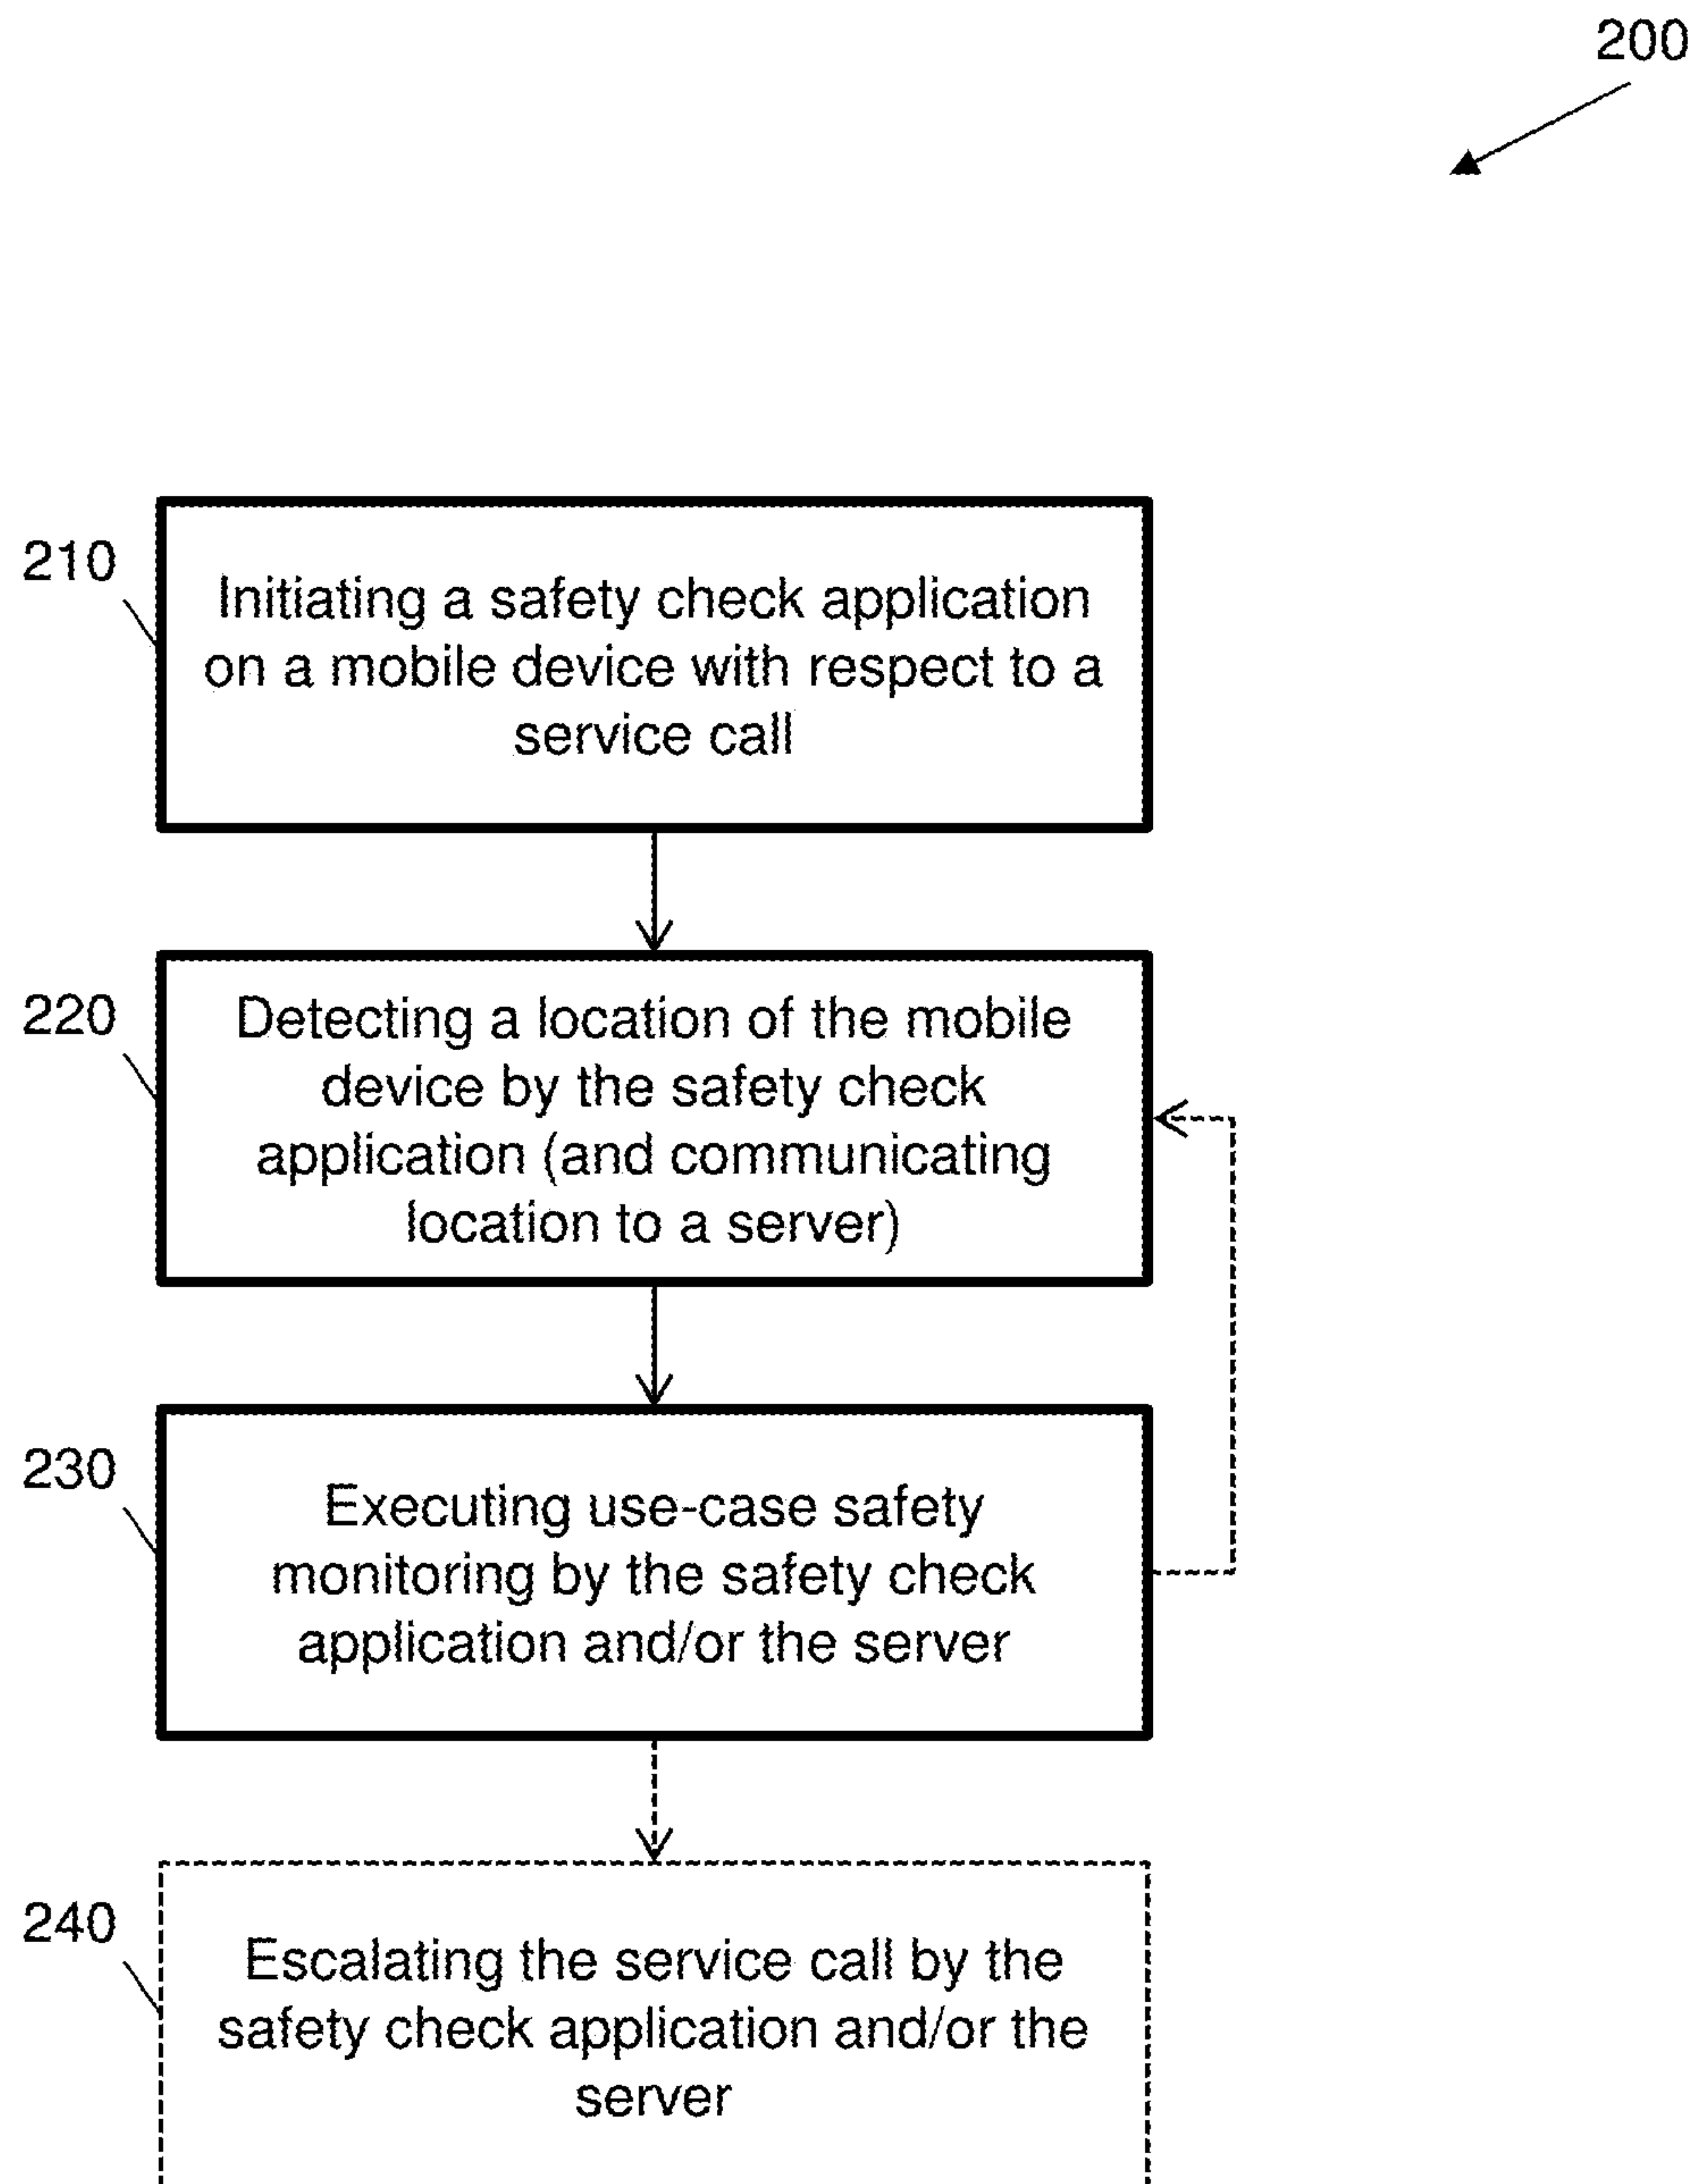 200
210
Initiating a safety check application
on a mobile device with respect to a
service call
220
Detecting a location of the mobile
device by the safety check
application (and communicating
location to a server)
230
Executing use-case safety
monitoring by the safety check
application and/or the server
240
Escalating the service call by the
safety check application and/or the
server